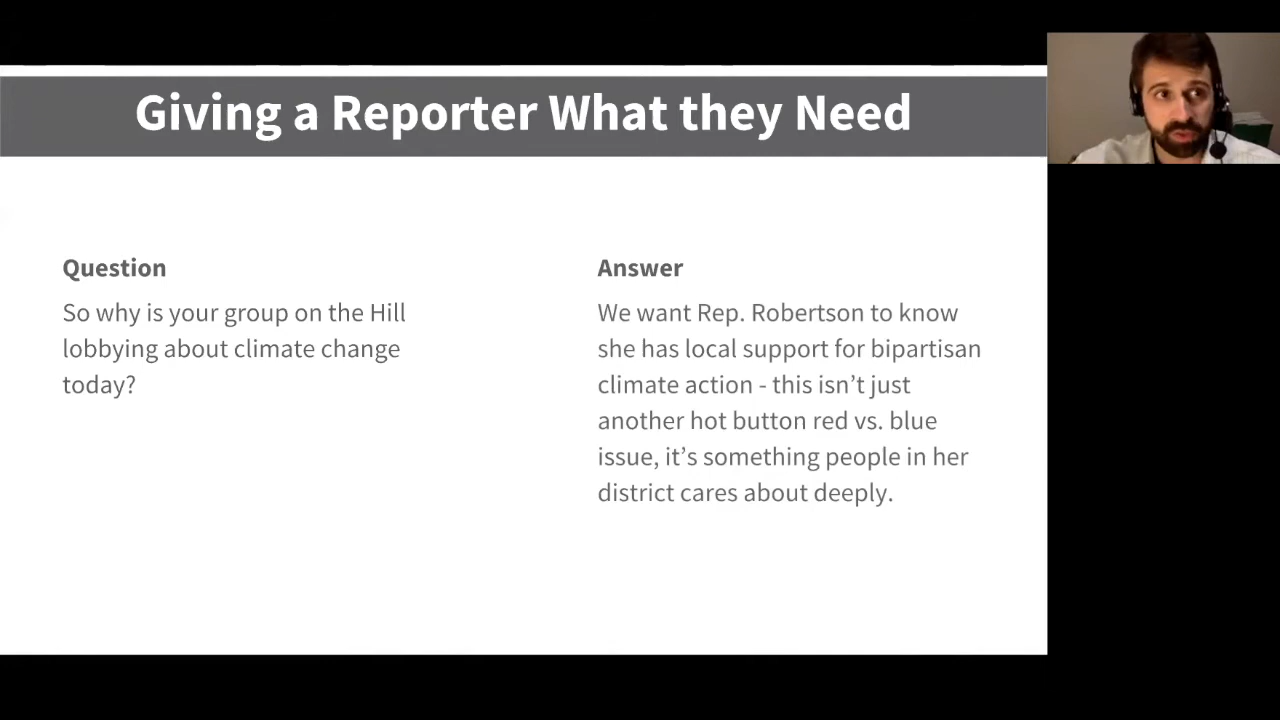 Giving a Reporter What they Need
Question
So why is your group on the Hill
lobbying about climate change
today?
Answer
We want Rep. Robertson to know
she has local support for bipartisan
climate action - this isn’t just
another hot button red vs. blue
issue, it’s something people in her
district cares about deeply.